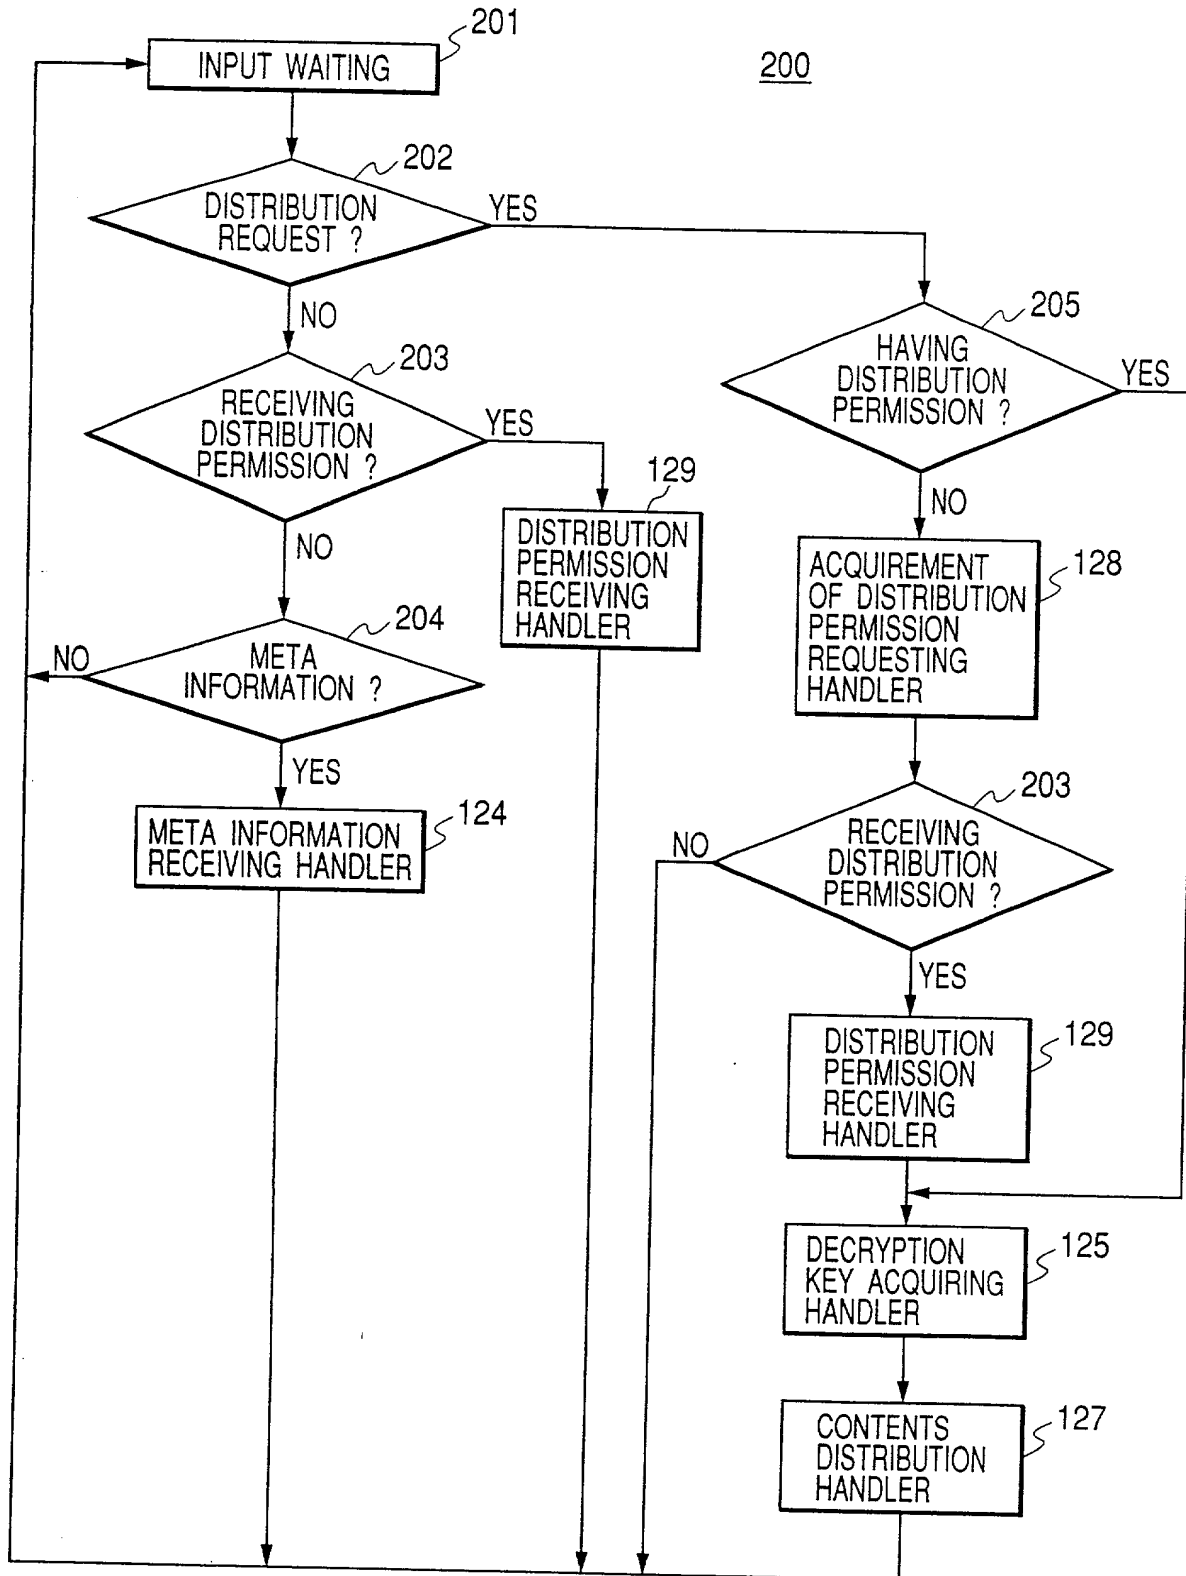 201
INPUT WAITING
200
202
DISTRIBUTION
REQUEST ?
YES
NO
205
HAVING
DISTRIBUTION
PERMISSION ?
YES
NO
203
RECEIVING
DISTRIBUTION
PERMISSION ?
YES
NO
129
DISTRIBUTION
PERMISSION
RECEIVING
HANDLER
128
ACQUIREMENT
OF DISTRIBUTION
PERMISSION
REQUESTING
HANDLER
204
META
INFORMATION ?
NO
YES
124
META INFORMATION
RECEIVING HANDLER
203
RECEIVING
DISTRIBUTION
PERMISSION ?
NO
YES
129
DISTRIBUTION
PERMISSION
RECEIVING
HANDLER
125
DECRYPTION
KEY ACQUIRING
HANDLER
127
CONTENTS
DISTRIBUTION
HANDLER